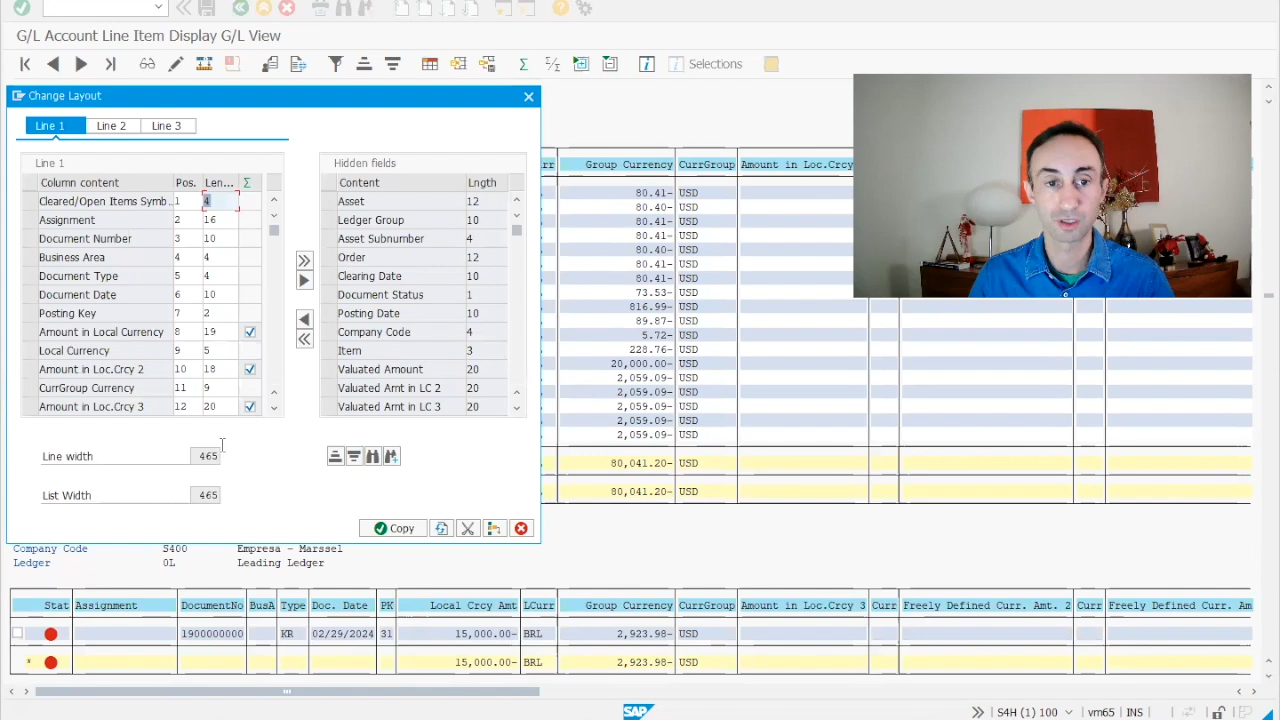 G/L Account Line Item Display G/L View
Selections
Change Layout
Line 1 Line 2 Line 3
Line 1
Column content Pos. Len... Σ
Cleared/Open Items Symb... 1 4
Assignment 2 16
Document Number 3 10
Business Area 4 4
Document Type 5 4
Document Date 6 10
Posting Key 7 2
Amount in Local Currency 8 19
Local Currency 9 5
Amount in Loc.Crcy 2 10 18
CurrGroup Currency 11 9
Amount in Loc.Crcy 3 12 20
Hidden fields
Content Lngth
Asset 12
Ledger Group 10
Asset Subnumber 4
Order 12
Clearing Date 10
Document Status 1
Posting Date 10
Company Code 4
Item 3
Valuated Amount 20
Valuated Amt in LC 2 20
Valuated Amt in LC 3 20
Line width 465
List Width 465
Copy
Group Currency CurrGroup Amount in Loc.Crcy
80.41- USD
80.40- USD
80.41- USD
80.40- USD
80.41- USD
80.41- USD
73.53- USD
816.99- USD
89.87- USD
5.72- USD
228.76- USD
20,000.00- USD
2,059.09- USD
2,059.09- USD
2,059.09- USD
2,059.09- USD
80,041.20- USD
80,041.20- USD
Company Code S400 Empresa - Marssel
Ledger 0L Leading Ledger
Stat Assignment DocumentNo BusA Type Doc. Date PK Local Crcy Amt LCurr Group Currency CurrGroup Amount in Loc.Crcy 3 Curr Freely Defined Curr. Amt. 2 Curr Freely Defined Curr. Am
1900000000 KR 02/29/2024 31 15,000.00- BRL 2,923.98- USD
* 15,000.00- BRL 2,923.98- USD
SAP
S4H (1) 100 vm65 INS